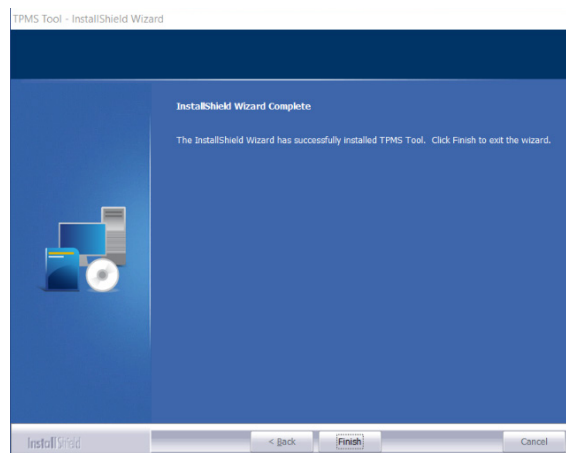 TPMS Tool - InstallShield Wizard
InstallShield Wizard Complete
The InstallShield Wizard has successfully installed TPMS Tool. Click Finish to exit the wizard.
InstallShield
< Back
Finish
Cancel